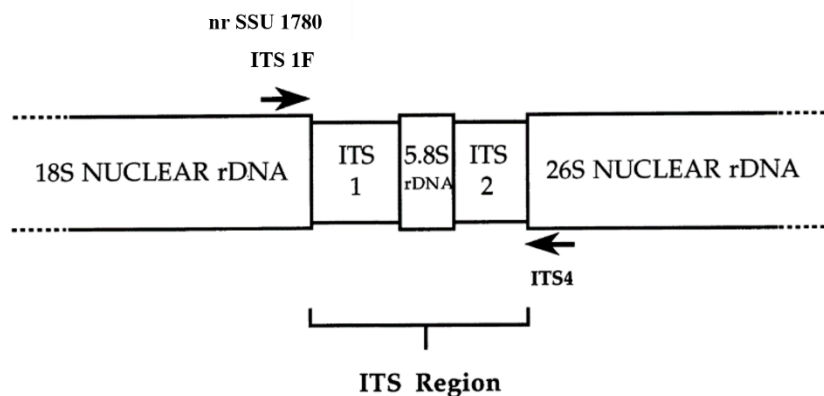 nr SSU 1780
ITS 1F
18S NUCLEAR rDNA
ITS
1
5.8S
rDNA
ITS
2
26S NUCLEAR rDNA
ITS4
ITS Region